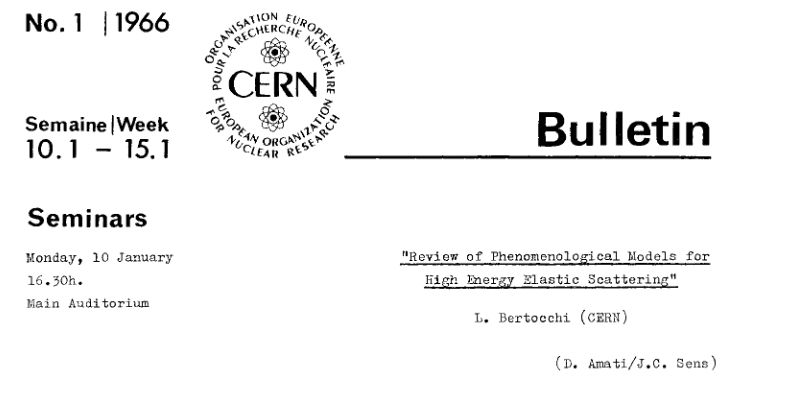 No. 1 | 1966
ORGANISATION EUROPÉENNE
POUR LA RECHERCHE NUCLÉAIRE
CERN
EUROPEAN ORGANIZATION
FOR NUCLEAR RESEARCH
Semaine|Week
10.1 – 15.1
Bulletin
Seminars
Monday, 10 January
16.30h.
Main Auditorium
"Review of Phenomenological Models for
High Energy Elastic Scattering"
L. Bertocchi (CERN)
(D. Amati/J.C. Sens)